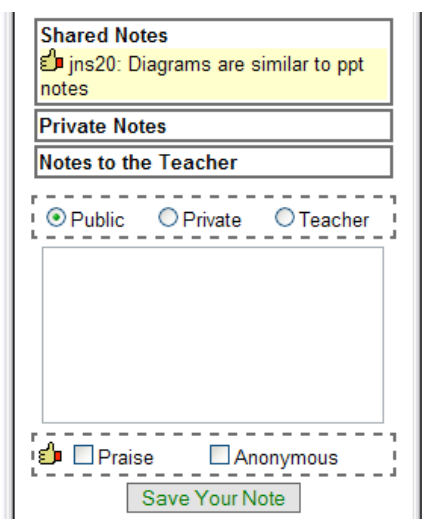 Shared Notes
jns20: Diagrams are similar to ppt
notes
Private Notes
Notes to the Teacher
Public Private Teacher
Praise Anonymous
Save Your Note